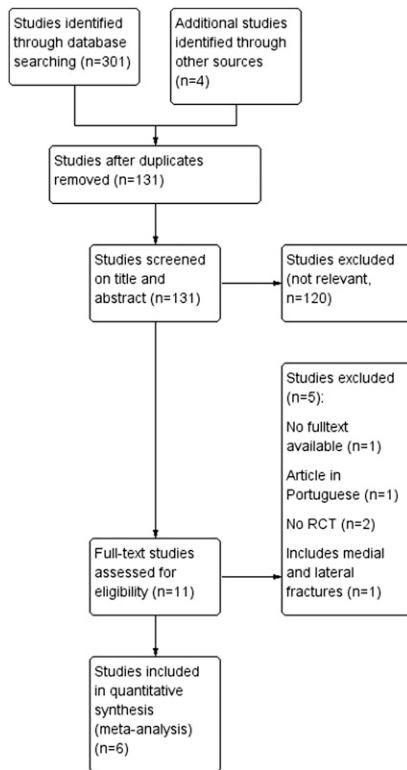 Studies identified
through database
searching (n=301)
Additional studies
identified through
other sources
(n=4)
Studies after duplicates
removed (n=131)
Studies screened
on title and
abstract (n=131)
Studies excluded
(not relevant,
n=120)
Studies excluded
(n=5):
No fulltext
available (n=1)
Article in
Portuguese (n=1)
No RCT (n=2)
Includes medial
and lateral
fractures (n=1)
Full-text studies
assessed for
eligibility (n=11)
Studies included
in quantitative
synthesis
(meta-analysis)
(n=6)